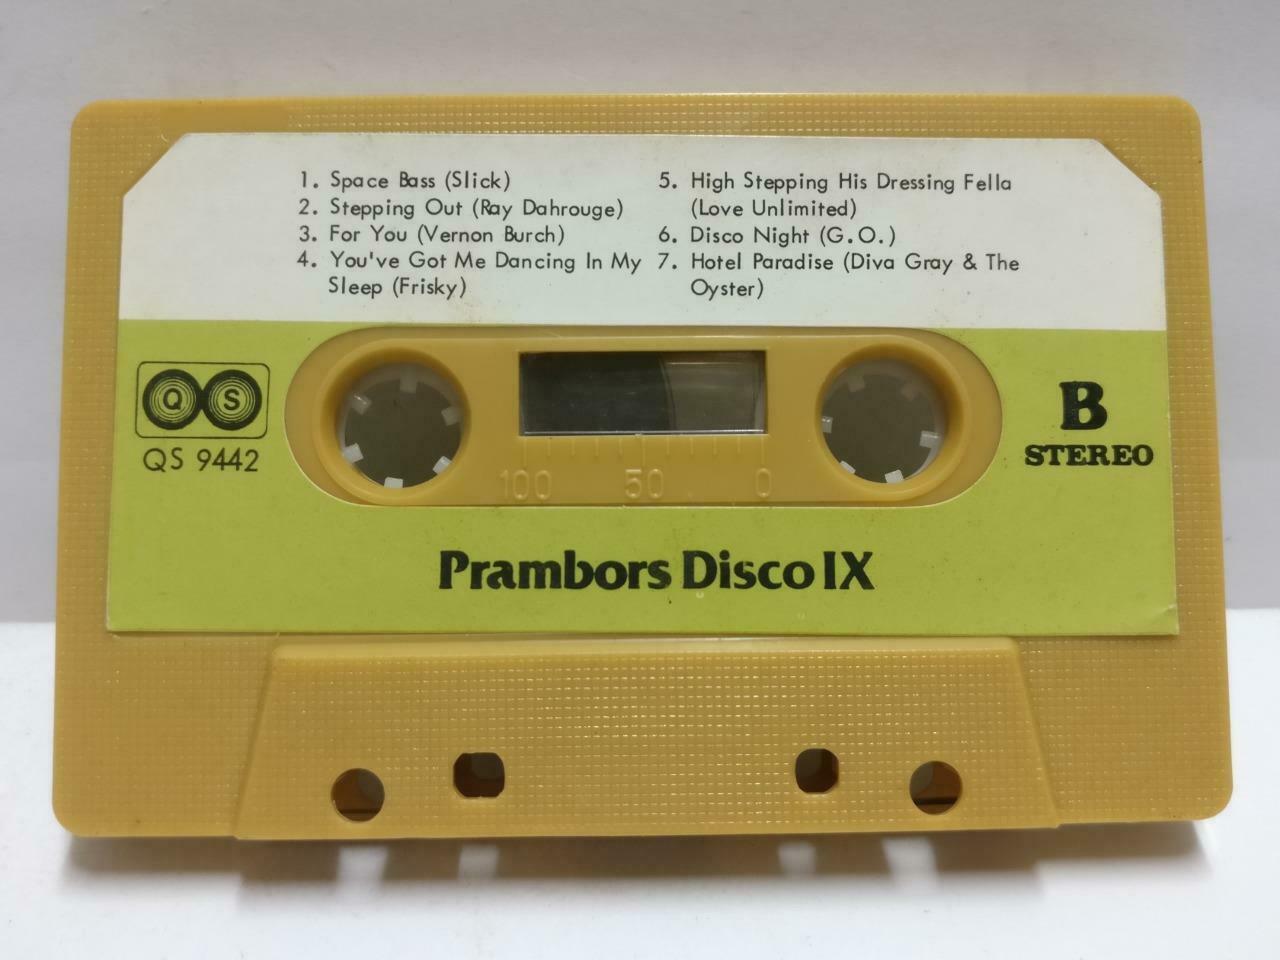 1. Space Bass (Slick)
2. Stepping Out (Ray Dahrouge)
3. For You (Vernon Burch)
4. You've Got Me Dancing In My
Sleep (Frisky)
5. High Stepping His Dressing Fella
(Love Unlimited)
6. Disco Night (G.O.)
7. Hotel Paradise (Diva Gray & The
Oyster)
Q S
QS 9442
100 50 0
B
STEREO
Prambors Disco IX